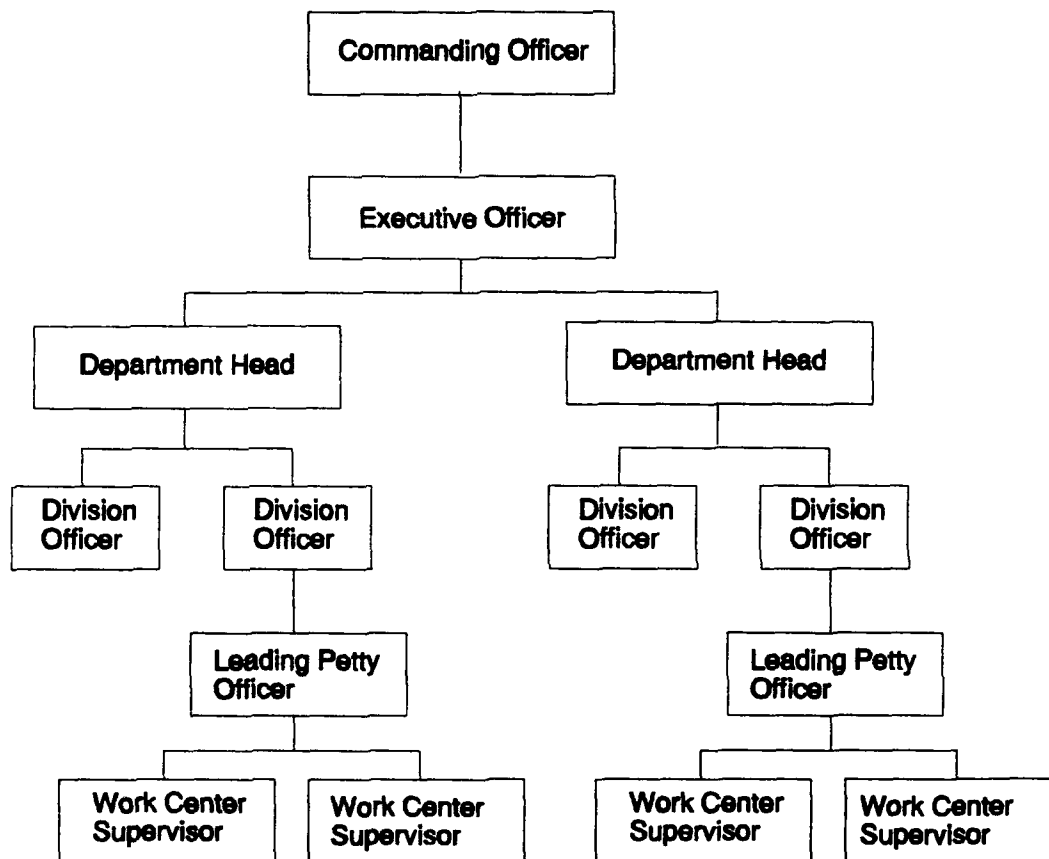 Commanding Officer
Executive Officer
Department Head
Department Head
Division
Officer
Division
Officer
Division
Officer
Division
Officer
Leading Petty
Officer
Leading Petty
Officer
Work Center
Supervisor
Work Center
Supervisor
Work Center
Supervisor
Work Center
Supervisor